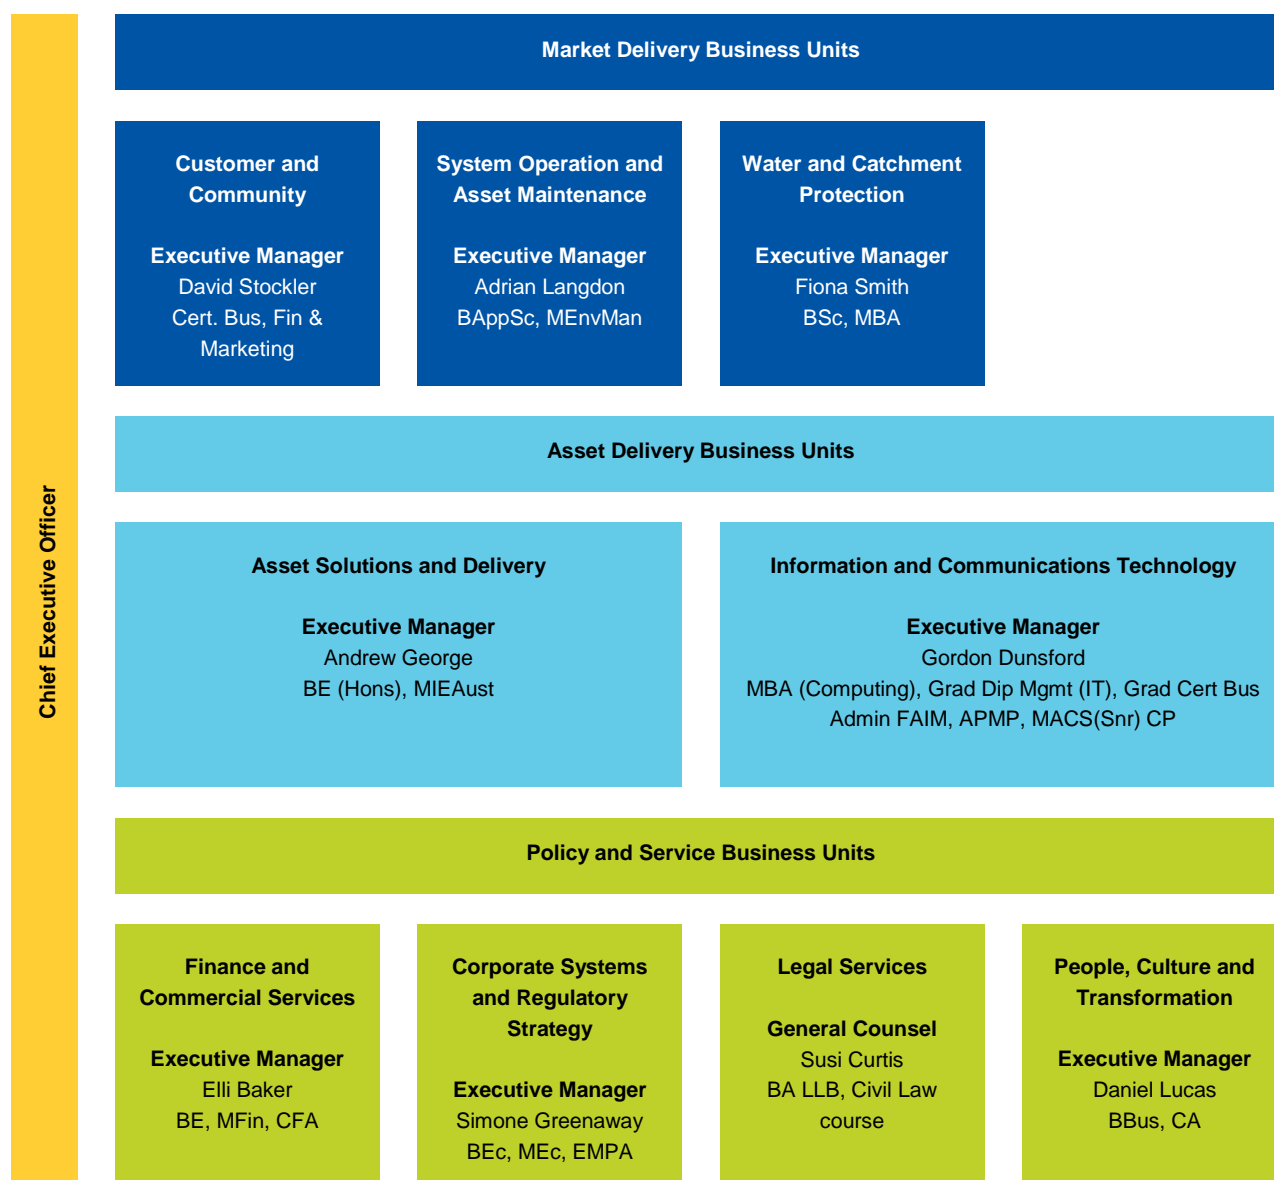 Chief Executive Officer
Market Delivery Business Units
Customer and
Community
Executive Manager
David Stockler
Cert. Bus, Fin &
Marketing
System Operation and
Asset Maintenance
Executive Manager
Adrian Langdon
BAppSc, MEnvMan
Water and Catchment
Protection
Executive Manager
Fiona Smith
BSc, MBA
Asset Delivery Business Units
Asset Solutions and Delivery
Executive Manager
Andrew George
BE (Hons), MIEAust
Information and Communications Technology
Executive Manager
Gordon Dunsford
MBA (Computing), Grad Dip Mgmt (IT), Grad Cert Bus
Admin FAIM, APMP, MACS(Snr) CP
Policy and Service Business Units
Finance and
Commercial Services
Executive Manager
Elli Baker
BE, MFin, CFA
Corporate Systems
and Regulatory
Strategy
Executive Manager
Simone Greenaway
BEc, MEc, EMPA
Legal Services
General Counsel
Susi Curtis
BA LLB, Civil Law
course
People, Culture and
Transformation
Executive Manager
Daniel Lucas
BBus, CA